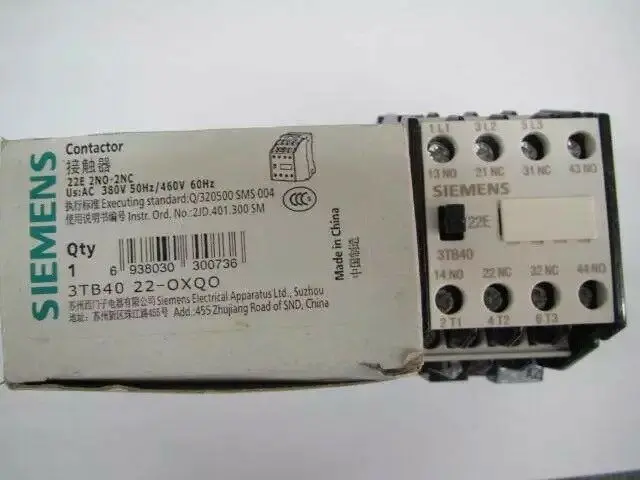 SIEMENS
Contactor
接触器
22E 2NO-2NC
Us:AC 380V 50Hz/460V 60Hz
执行标准 Executing standard:Q/320500 SMS 004
使用说明书编号 Instr. Ord. No.:2JD.401.300 SM
CCC
Qty
1
6 938030 300736
3TB40 22-OXQO
苏州西门子电器有限公司 Siemens Electrical Apparatus Ltd., Suzhou
苏州新区珠江路455号 Add.:455 Zhujiang Road of SND, China
Made in China
中国制造
1 L1 3 L2 3 L3
13 NO 21 NC 31 NC 43 NO
SIEMENS
22E
3TB40
14 NO 22 NC 32 NC 44 NO
2 T1 4 T2 6 T3